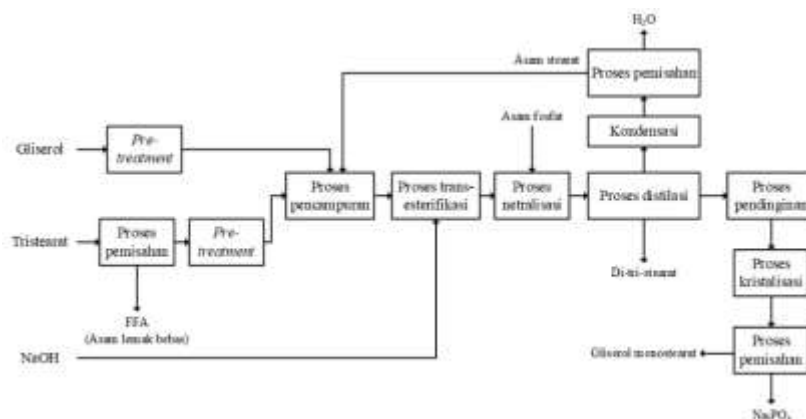 H₂O
Asam stearat
Proses pemisahan
Asam fosfat
Kondensasi
Gliserol
Pre-
treatment
Proses
pencampuran
Proses trans-
esterifikasi
Proses
netralisasi
Proses distilasi
Proses
pendinginan
Tristearat
Proses
pemisahan
Pre-
treatment
Di-tri-stearat
Proses
kristalisasi
FFA
(Asam lemak bebas)
NaOH
Gliserol monostearat
Proses
pemisahan
Na₃PO₄